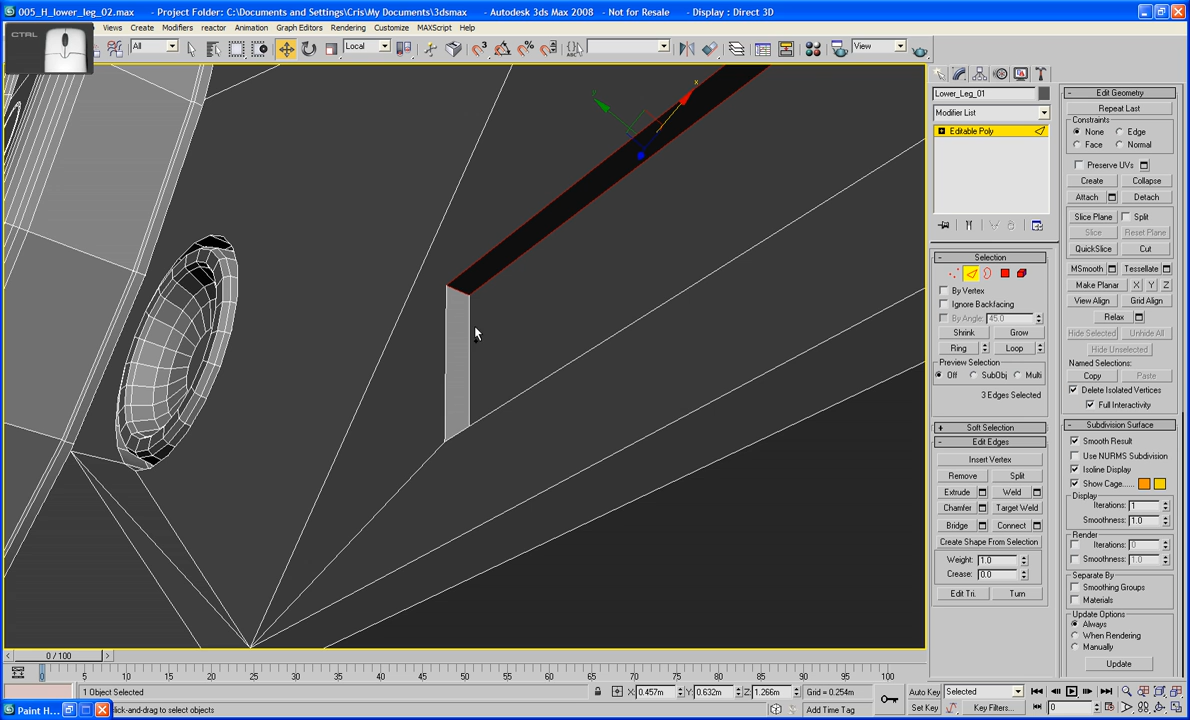 005_H_lower_leg_02.max - Project Folder: C:\Documents and Settings\Cris\My Documents\3dsmax - Autodesk 3ds Max 2008 - Not for Resale - Display : Direct 3D
CTRL
Views Create Modifiers reactor Animation Graph Editors Rendering Customize MAXScript Help
All Local View
Lower_Leg_01
Modifier List
Editable Poly
Selection
By Vertex
Ignore Backfacing
By Angle: 45.0
Shrink Grow
Ring Loop
Preview Selection
Off SubObj Multi
3 Edges Selected
Soft Selection
Edit Edges
Insert Vertex
Remove Split
Extrude Weld
Chamfer Target Weld
Bridge Connect
Create Shape From Selection
Weight: 1.0
Crease: 0.0
Edit Tri. Turn
Edit Geometry
Repeat Last
Constraints
None Edge
Face Normal
Preserve UVs
Create Collapse
Attach Detach
Slice Plane Split
Slice Reset Plane
QuickSlice Cut
MSmooth Tessellate
Make Planar X Y Z
View Align Grid Align
Relax
Hide Selected Unhide All
Hide Unselected
Named Selections:
Copy Paste
Delete Isolated Vertices
Full Interactivity
Subdivision Surface
Smooth Result
Use NURMS Subdivision
Isoline Display
Show Cage......
Display
Iterations: 1
Smoothness: 1.0
Render
Iterations: 0
Smoothness: 1.0
Separate By
Smoothing Groups
Materials
Update Options
Always
When Rendering
Manually
Update
x
0 / 100
0 5 10 15 20 25 30 35 40 45 50 55 60 65 70 75 80 85 90 95 100
1 Object Selected X: 0.457m Y: 0.632m Z: 1.266m Grid = 0.254m Auto Key Selected
Paint H... lick-and-drag to select objects Add Time Tag Set Key Key Filters... 0